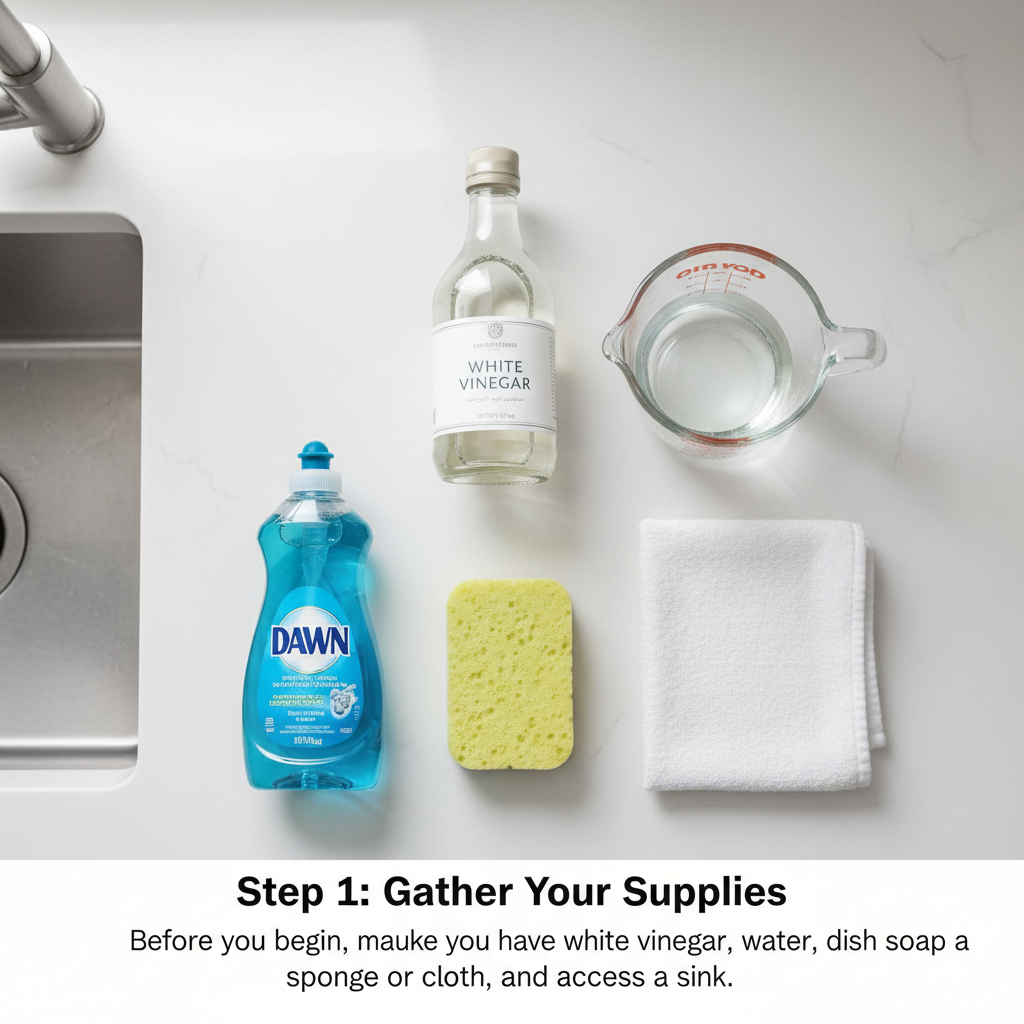 WHITE
VINEGAR
DAWN
Step 1: Gather Your Supplies
Before you begin, mauke you have white vinegar, water, dish soap a
sponge or cloth, and access a sink.